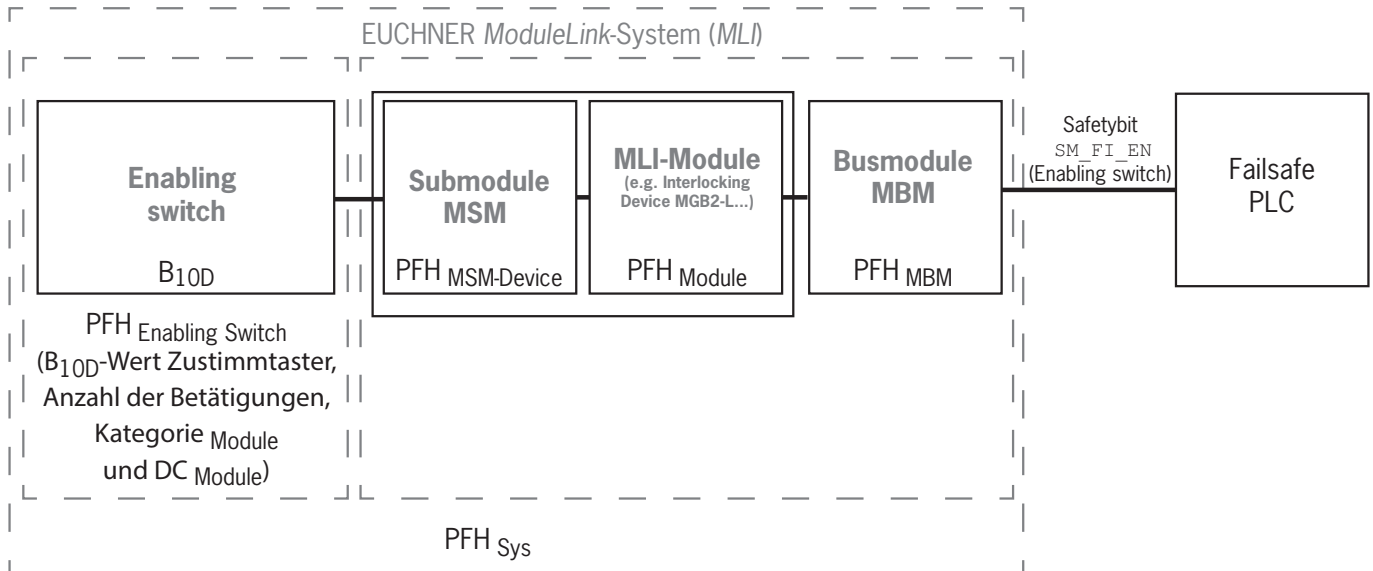 EUCHNER ModuleLink-System (MLI)
Enabling
switch
B10D
Submodule
MSM
PFH MSM-Device
MLI-Module
(e.g. Interlocking
Device MGB2-L...)
PFH Module
Busmodule
MBM
PFH MBM
Safetybit
SM_FI_EN
(Enabling switch)
Failsafe
PLC
PFH Enabling Switch
(B10D-Wert Zustimmtaster,
Anzahl der Betätigungen,
Kategorie Module
und DC Module)
PFH Sys